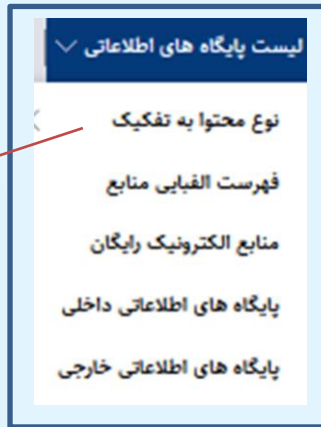 لیست پایگاه های اطلاعاتی
نوع محتوا به تفکیک
فهرست الفبایی منابع
منابع الکترونیک رایگان
پایگاه های اطلاعاتی داخلی
پایگاه های اطلاعاتی خارجی